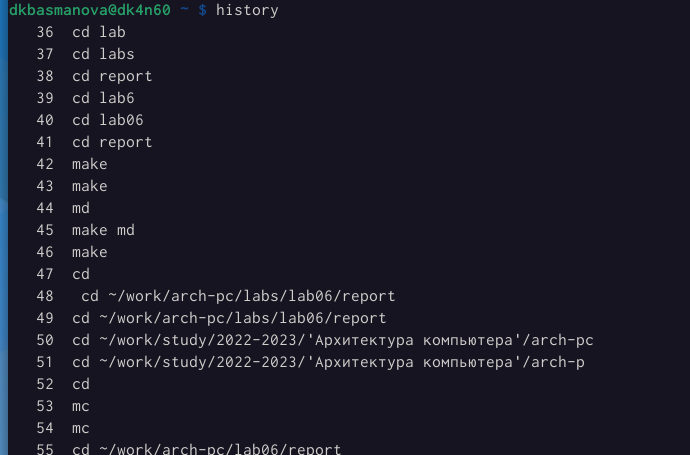 dkbasmanova@dk4n60 ~ $ history
36 cd lab
37 cd labs
38 cd report
39 cd lab6
40 cd lab06
41 cd report
42 make
43 make
44 md
45 make md
46 make
47 cd
48 cd ~/work/arch-pc/labs/lab06/report
49 cd ~/work/arch-pc/labs/lab06/report
50 cd ~/work/study/2022-2023/'Архитектура компьютера'/arch-pc
51 cd ~/work/study/2022-2023/'Архитектура компьютера'/arch-p
52 cd
53 mc
54 mc
55 cd ~/work/arch-pc/lab06/report